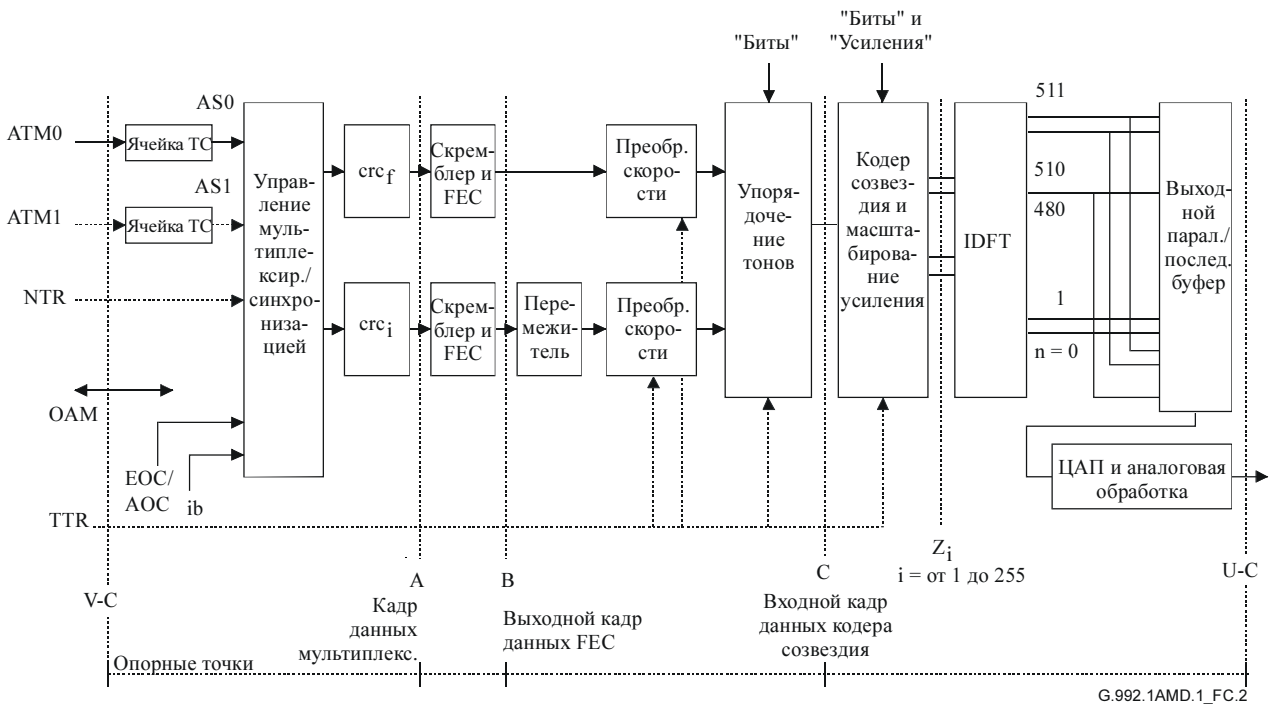 "Биты"
"Биты" и
"Усиления"
AS0
ATM0
Ячейка TC
AS1
ATM1
Ячейка TC
NTR
OAM
EOC/
AOC
ib
TTR
Управ-
ление
муль-
типле-
ксир./
синхро-
низа-
цией
crcf
Скрем-
блер и
FEC
Преобр.
скоро-
сти
crci
Скрем-
блер и
FEC
Пере-
межи-
тель
Преобр.
скоро-
сти
Упоря-
дочe-
ние
тонов
Кодер
созвез-
дия и
масшта-
бирова-
ние
усиления
IDFT
511
510
480
1
n = 0
Выход-
ной
парал./
послед.
буфер
ЦАП и аналоговая
обработка
V-C
A
Кадр
данных
мультиплекс.
B
Выходной кадр
данных FEC
C
Входной кадр
данных кодера
созвездия
Zi
i = от 1 до 255
U-C
Опорные точки
G.992.1AMD.1_FC.2